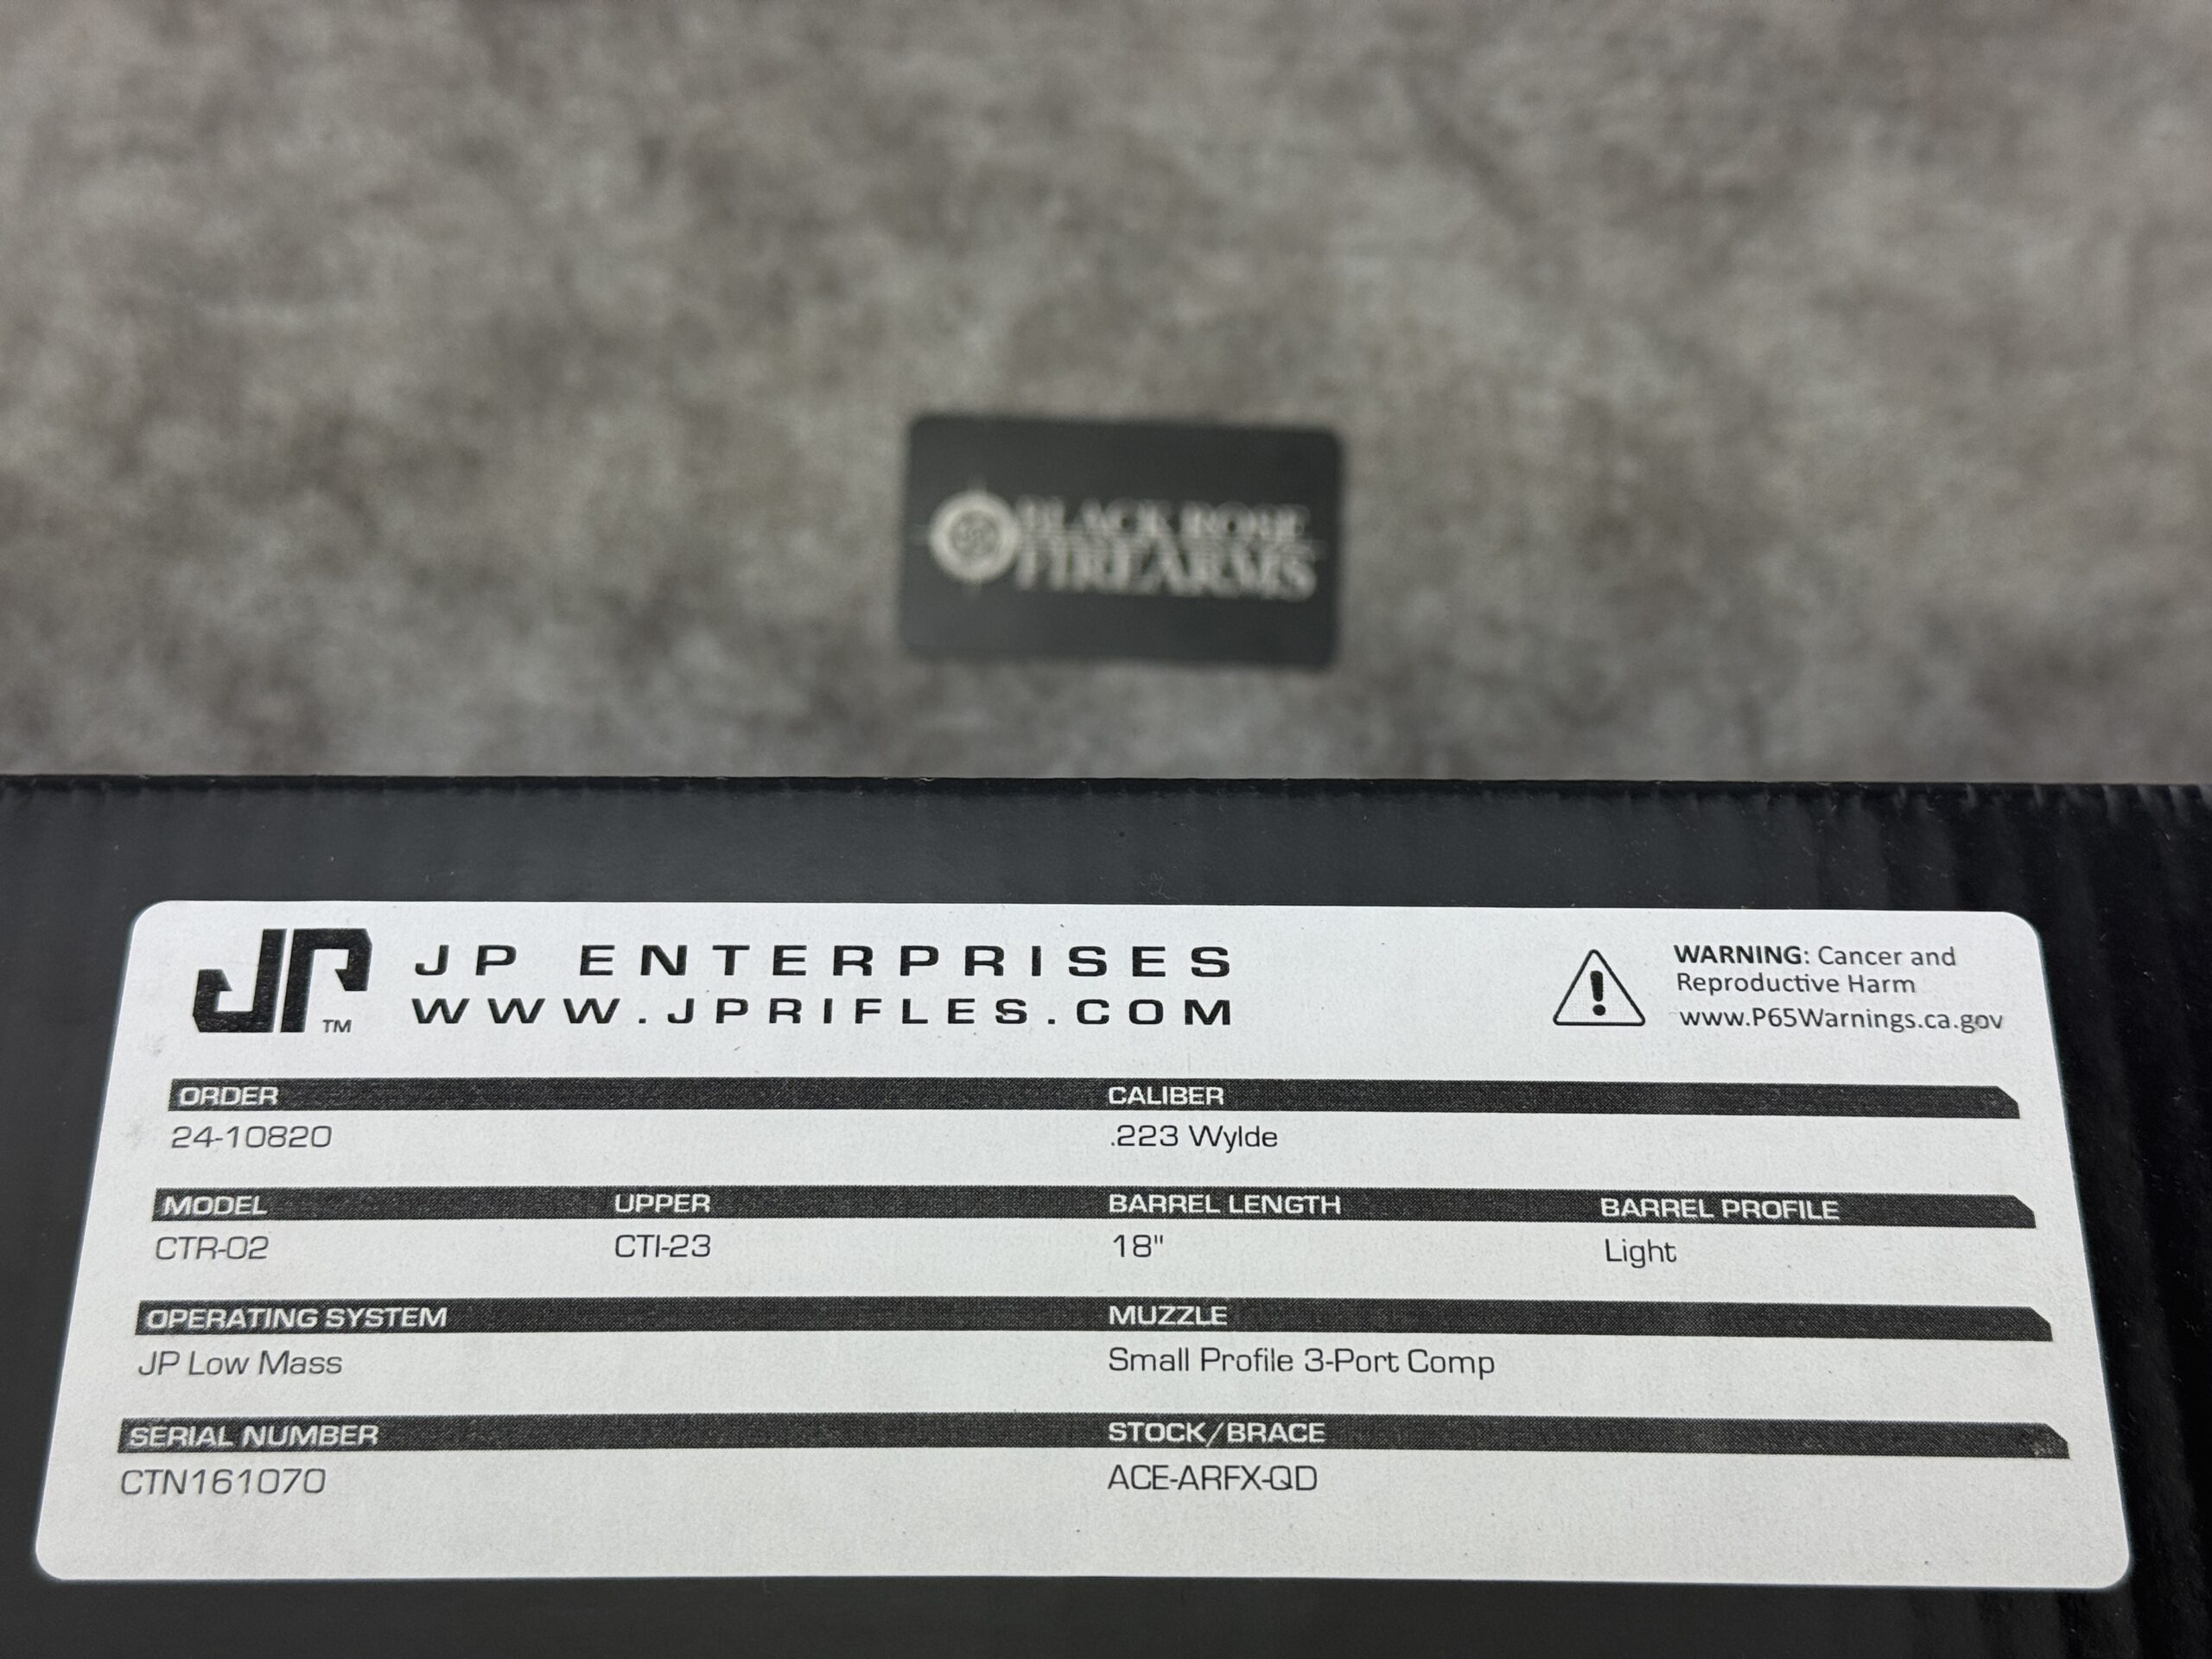 BLACK ROSE
FIREARMS
JP
TM
JP ENTERPRISES
WWW.JPRIFLES.COM
WARNING: Cancer and
Reproductive Harm
www.P65Warnings.ca.gov
ORDER CALIBER
24-10820 .223 Wylde
MODEL UPPER BARREL LENGTH BARREL PROFILE
CTR-02 CTI-23 18" Light
OPERATING SYSTEM MUZZLE
JP Low Mass Small Profile 3-Port Comp
SERIAL NUMBER STOCK/BRACE
CTN161070 ACE-ARFX-QD